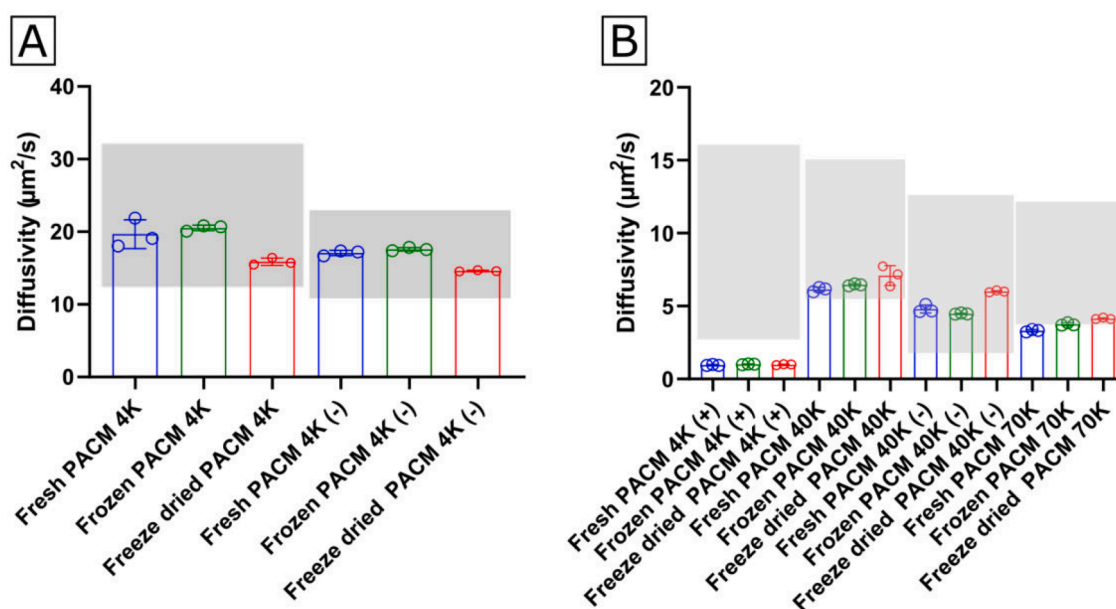 A
Diffusivity (µm²/s)
40
30
20
10
0
Fresh PACM 4K
Frozen PACM 4K
Freeze dried PACM 4K
Fresh PACM 4K (-)
Frozen PACM 4K (-)
Freeze dried PACM 4K (-)
B
Diffusivity (µm²/s)
20
15
10
5
0
Fresh PACM 4K (+)
Frozen PACM 4K (+)
Freeze dried PACM 4K (+)
Fresh PACM 40K
Frozen PACM 40K
Freeze dried PACM 40K
Fresh PACM 40K (-)
Frozen PACM 40K (-)
Freeze dried PACM 40K (-)
Fresh PACM 70K
Frozen PACM 70K
Freeze dried PACM 70K